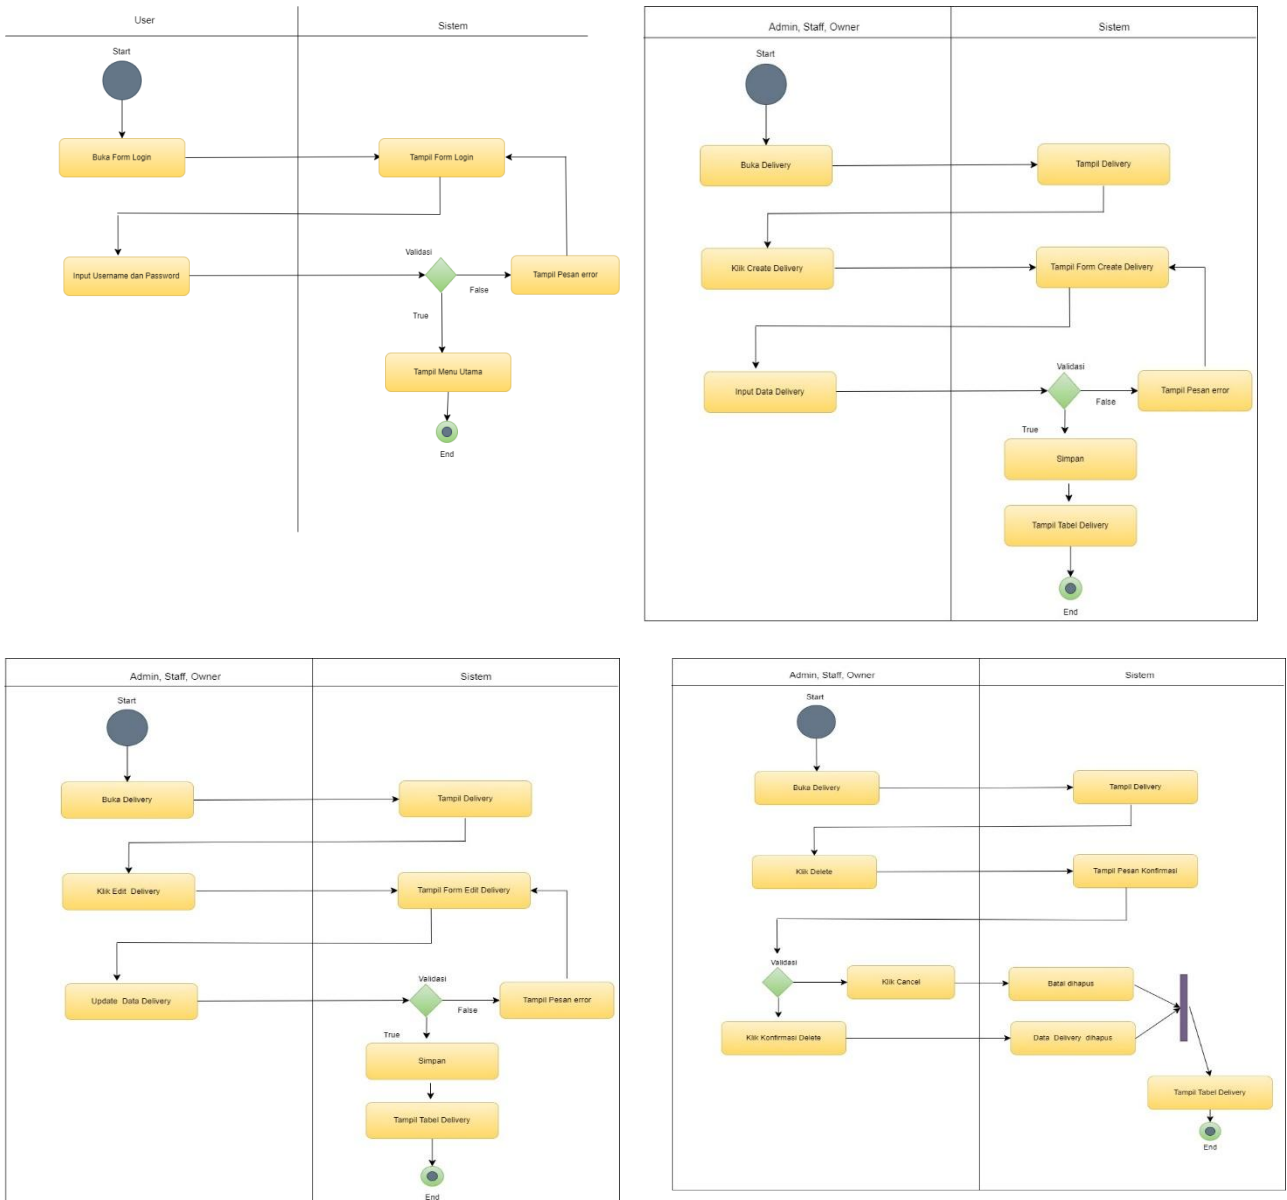 User
Sistem
Start
Buka Form Login
Tampil Form Login
Input Username dan Password
Validasi
False
Tampil Pesan error
True
Tampil Menu Utama
End
Admin, Staff, Owner
Sistem
Start
Buka Delivery
Tampil Delivery
Klik Create Delivery
Tampil Form Create Delivery
Input Data Delivery
Validasi
False
Tampil Pesan error
True
Simpan
Tampil Tabel Delivery
End
Admin, Staff, Owner
Sistem
Start
Buka Delivery
Tampil Delivery
Klik Edit Delivery
Tampil Form Edit Delivery
Update Data Delivery
Validasi
False
Tampil Pesan error
True
Simpan
Tampil Tabel Delivery
End
Admin, Staff, Owner
Sistem
Start
Buka Delivery
Tampil Delivery
Klik Delete
Tampil Pesan Konfirmasi
Validasi
Klik Cancel
Batal dihapus
Klik Konfirmasi Delete
Data Delivery dihapus
Tampil Tabel Delivery
End